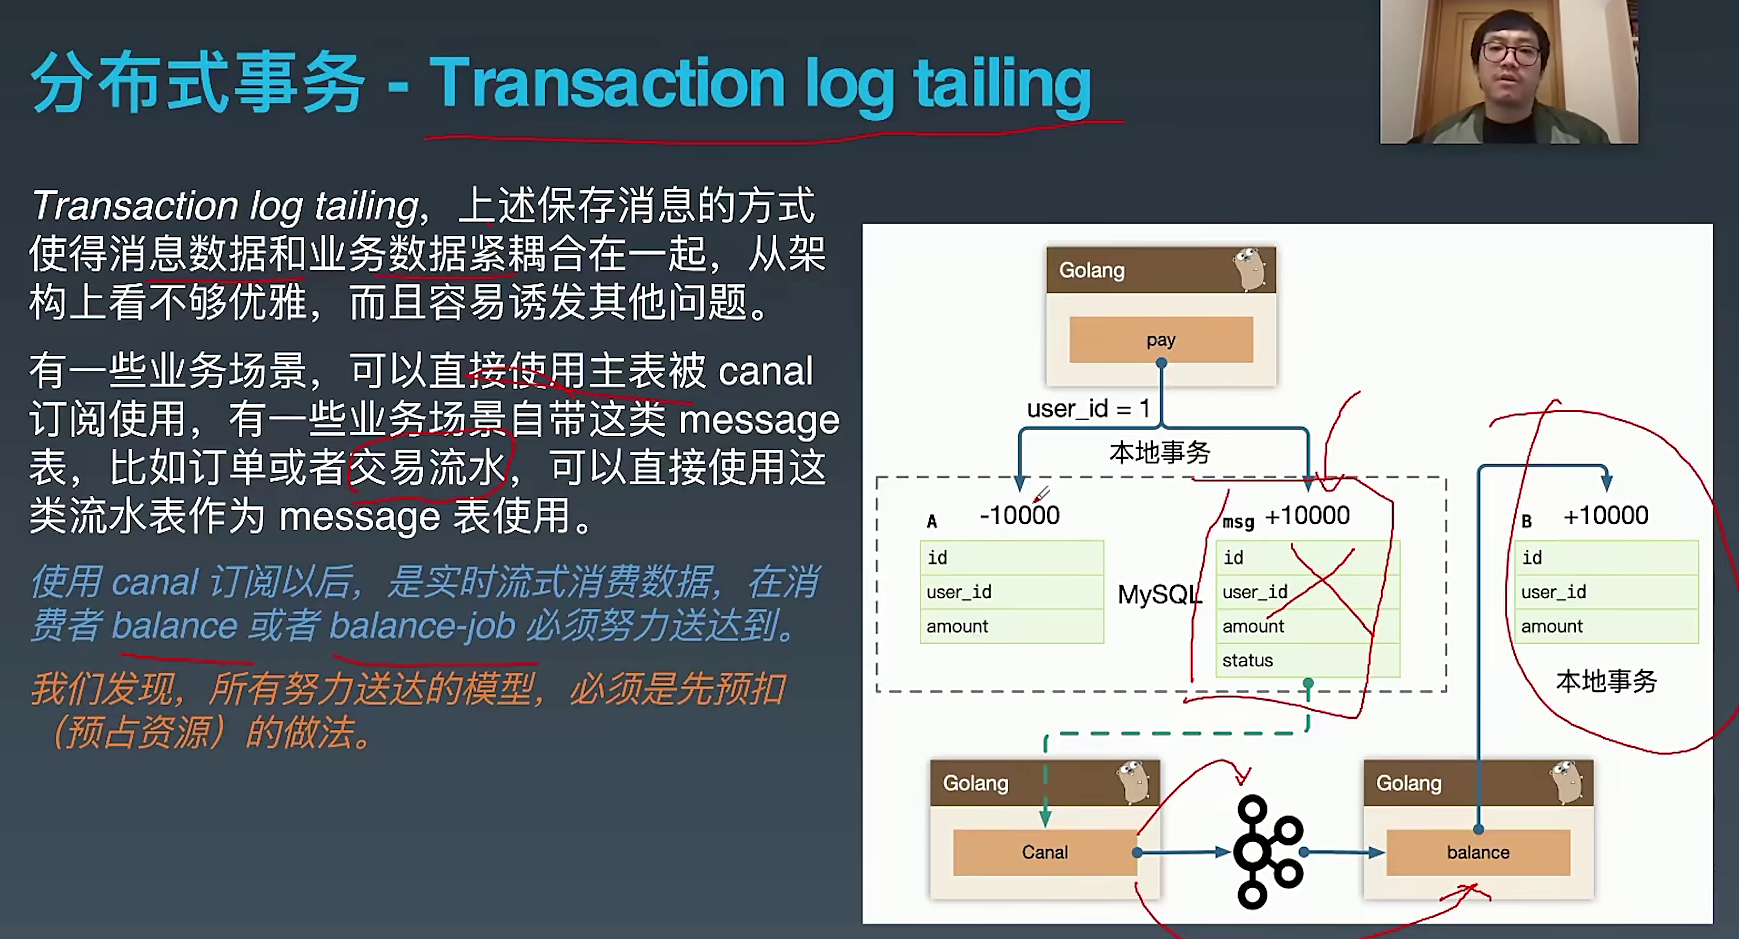 分布式事务 - Transaction log tailing
Transaction log tailing，上述保存消息的方式
使得消息数据和业务数据紧耦合在一起，从架
构上看不够优雅，而且容易诱发其他问题。
有一些业务场景，可以直接使用主表被 canal
订阅使用，有一些业务场景自带这类 message
表，比如订单或者交易流水，可以直接使用这
类流水表作为 message 表使用。
使用 canal 订阅以后，是实时流式消费数据，在消
费者 balance 或者 balance-job 必须努力送达到。
我们发现，所有努力送达的模型，必须是先预扣
（预占资源）的做法。
Golang
pay
user_id = 1
本地事务
A -10000
id
user_id
amount
MySQL
msg +10000
id
user_id
amount
status
B +10000
id
user_id
amount
本地事务
Golang
Canal
Golang
balance